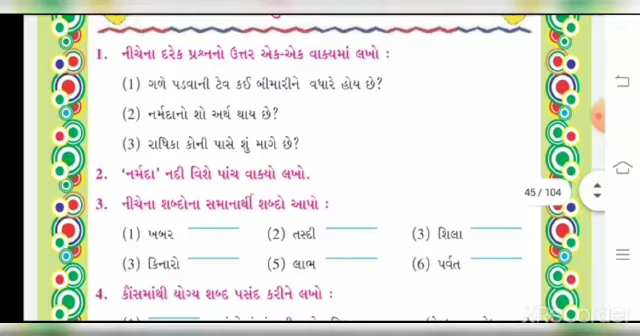 1. નીચેના દરેક પ્રશ્નનો ઉત્તર એક-એક વાક્યમાં લખો :
(1) ગળે પડવાની ટેવ કઈ બીમારીને વધારે હોય છે?
(2) નર્મદાનો શો અર્થ થાય છે?
(3) રાધિકા કોની પાસે શું માગે છે?
2. 'નર્મદા' નદી વિશે પાંચ વાક્યો લખો.
45 / 104
3. નીચેના શબ્દોના સમાનાર્થી શબ્દો આપો :
(1) ખબર (2) તસ્દી (3) શિલા
(3) કિનારો (5) લાભ (6) પર્વત
4. કૌંસમાંથી યોગ્ય શબ્દ પસંદ કરીને લખો :
XRECORDER